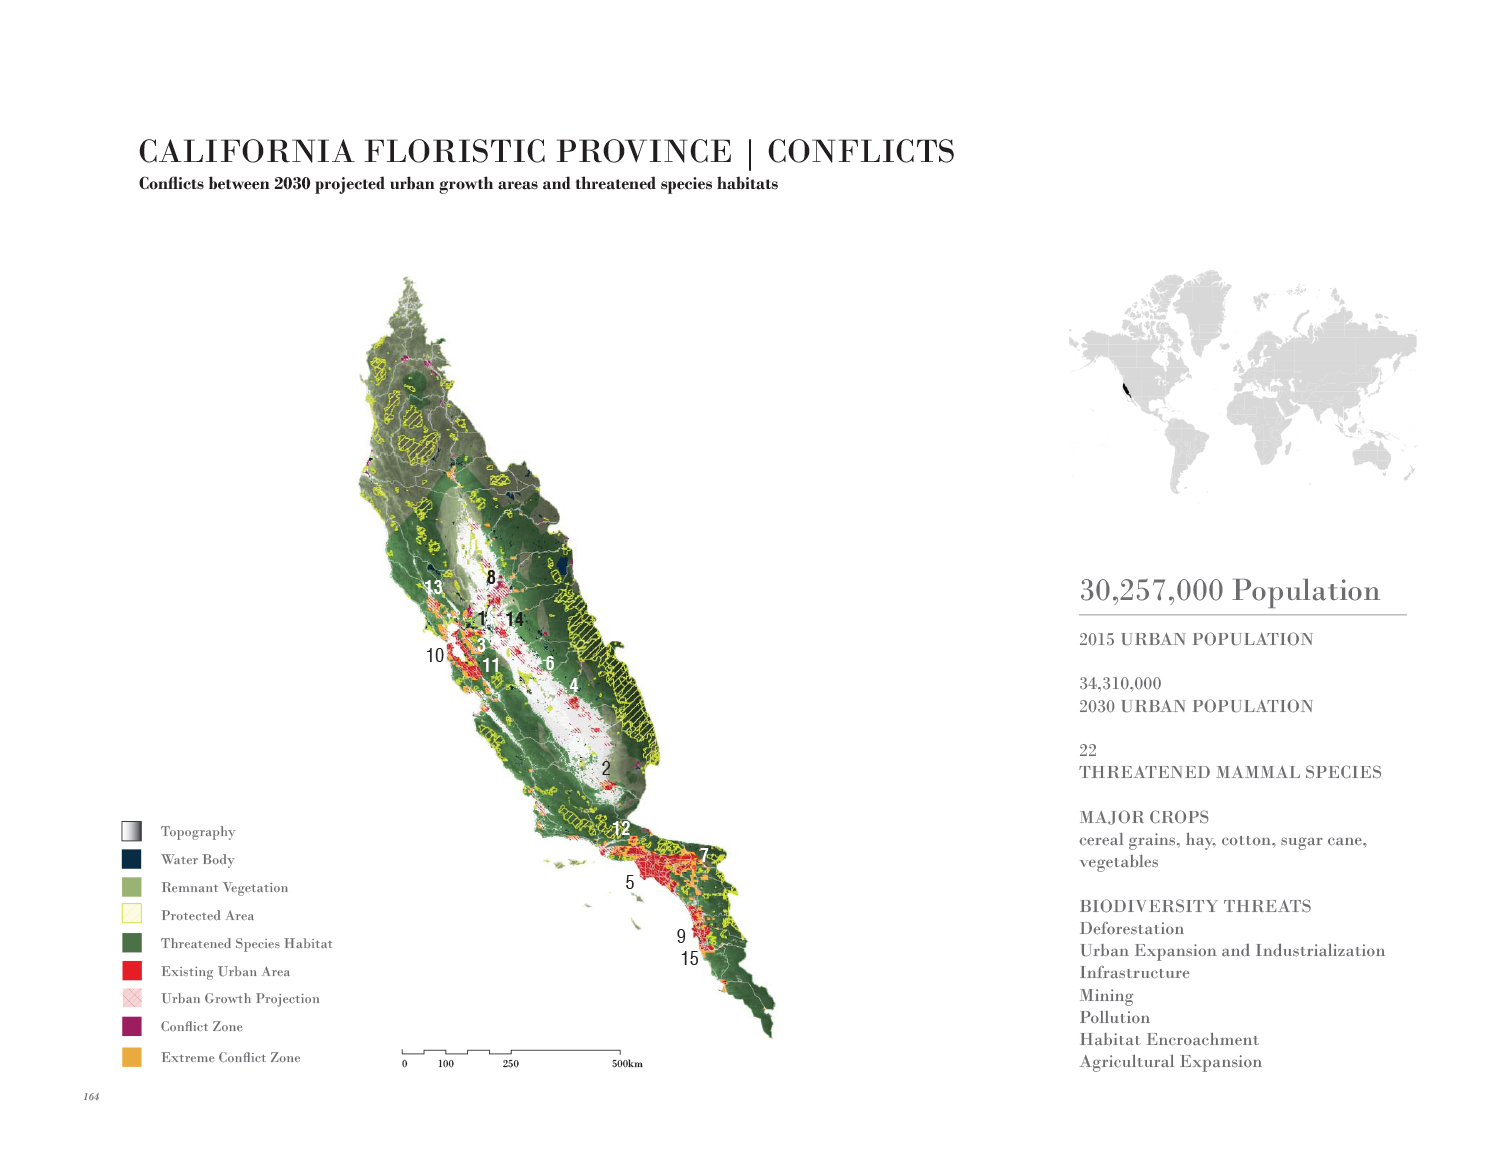 CALIFORNIA FLORISTIC PROVINCE | CONFLICTS
Conflicts between 2030 projected urban growth areas and threatened species habitats
13
8
1
14
3
10
11
6
4
2
12
7
5
9
15
Topography
Water Body
Remnant Vegetation
Protected Area
Threatened Species Habitat
Existing Urban Area
Urban Growth Projection
Conflict Zone
Extreme Conflict Zone
0 100 250 500km
30,257,000 Population
2015 URBAN POPULATION
34,310,000
2030 URBAN POPULATION
22
THREATENED MAMMAL SPECIES
MAJOR CROPS
cereal grains, hay, cotton, sugar cane,
vegetables
BIODIVERSITY THREATS
Deforestation
Urban Expansion and Industrialization
Infrastructure
Mining
Pollution
Habitat Encroachment
Agricultural Expansion
164